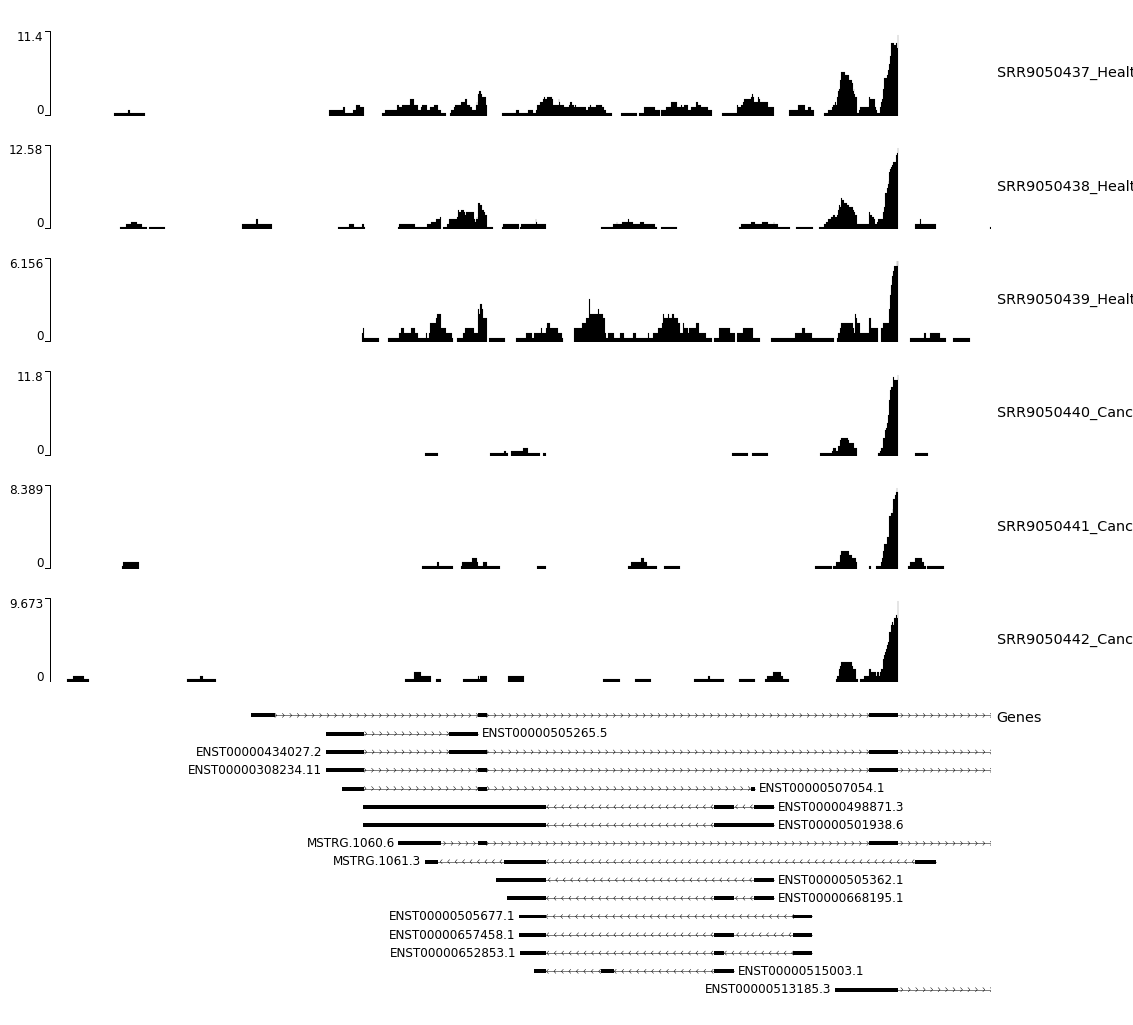 11.4
SRR9050437_Healt
0
12.58
SRR9050438_Healt
0
6.156
SRR9050439_Healt
0
11.8
SRR9050440_Canc
0
8.389
SRR9050441_Canc
0
9.673
SRR9050442_Canc
0
Genes
ENST00000505265.5
ENST00000434027.2
ENST00000308234.11
ENST00000507054.1
ENST00000498871.3
ENST00000501938.6
MSTRG.1060.6
MSTRG.1061.3
ENST00000505362.1
ENST00000668195.1
ENST00000505677.1
ENST00000657458.1
ENST00000652853.1
ENST00000515003.1
ENST00000513185.3